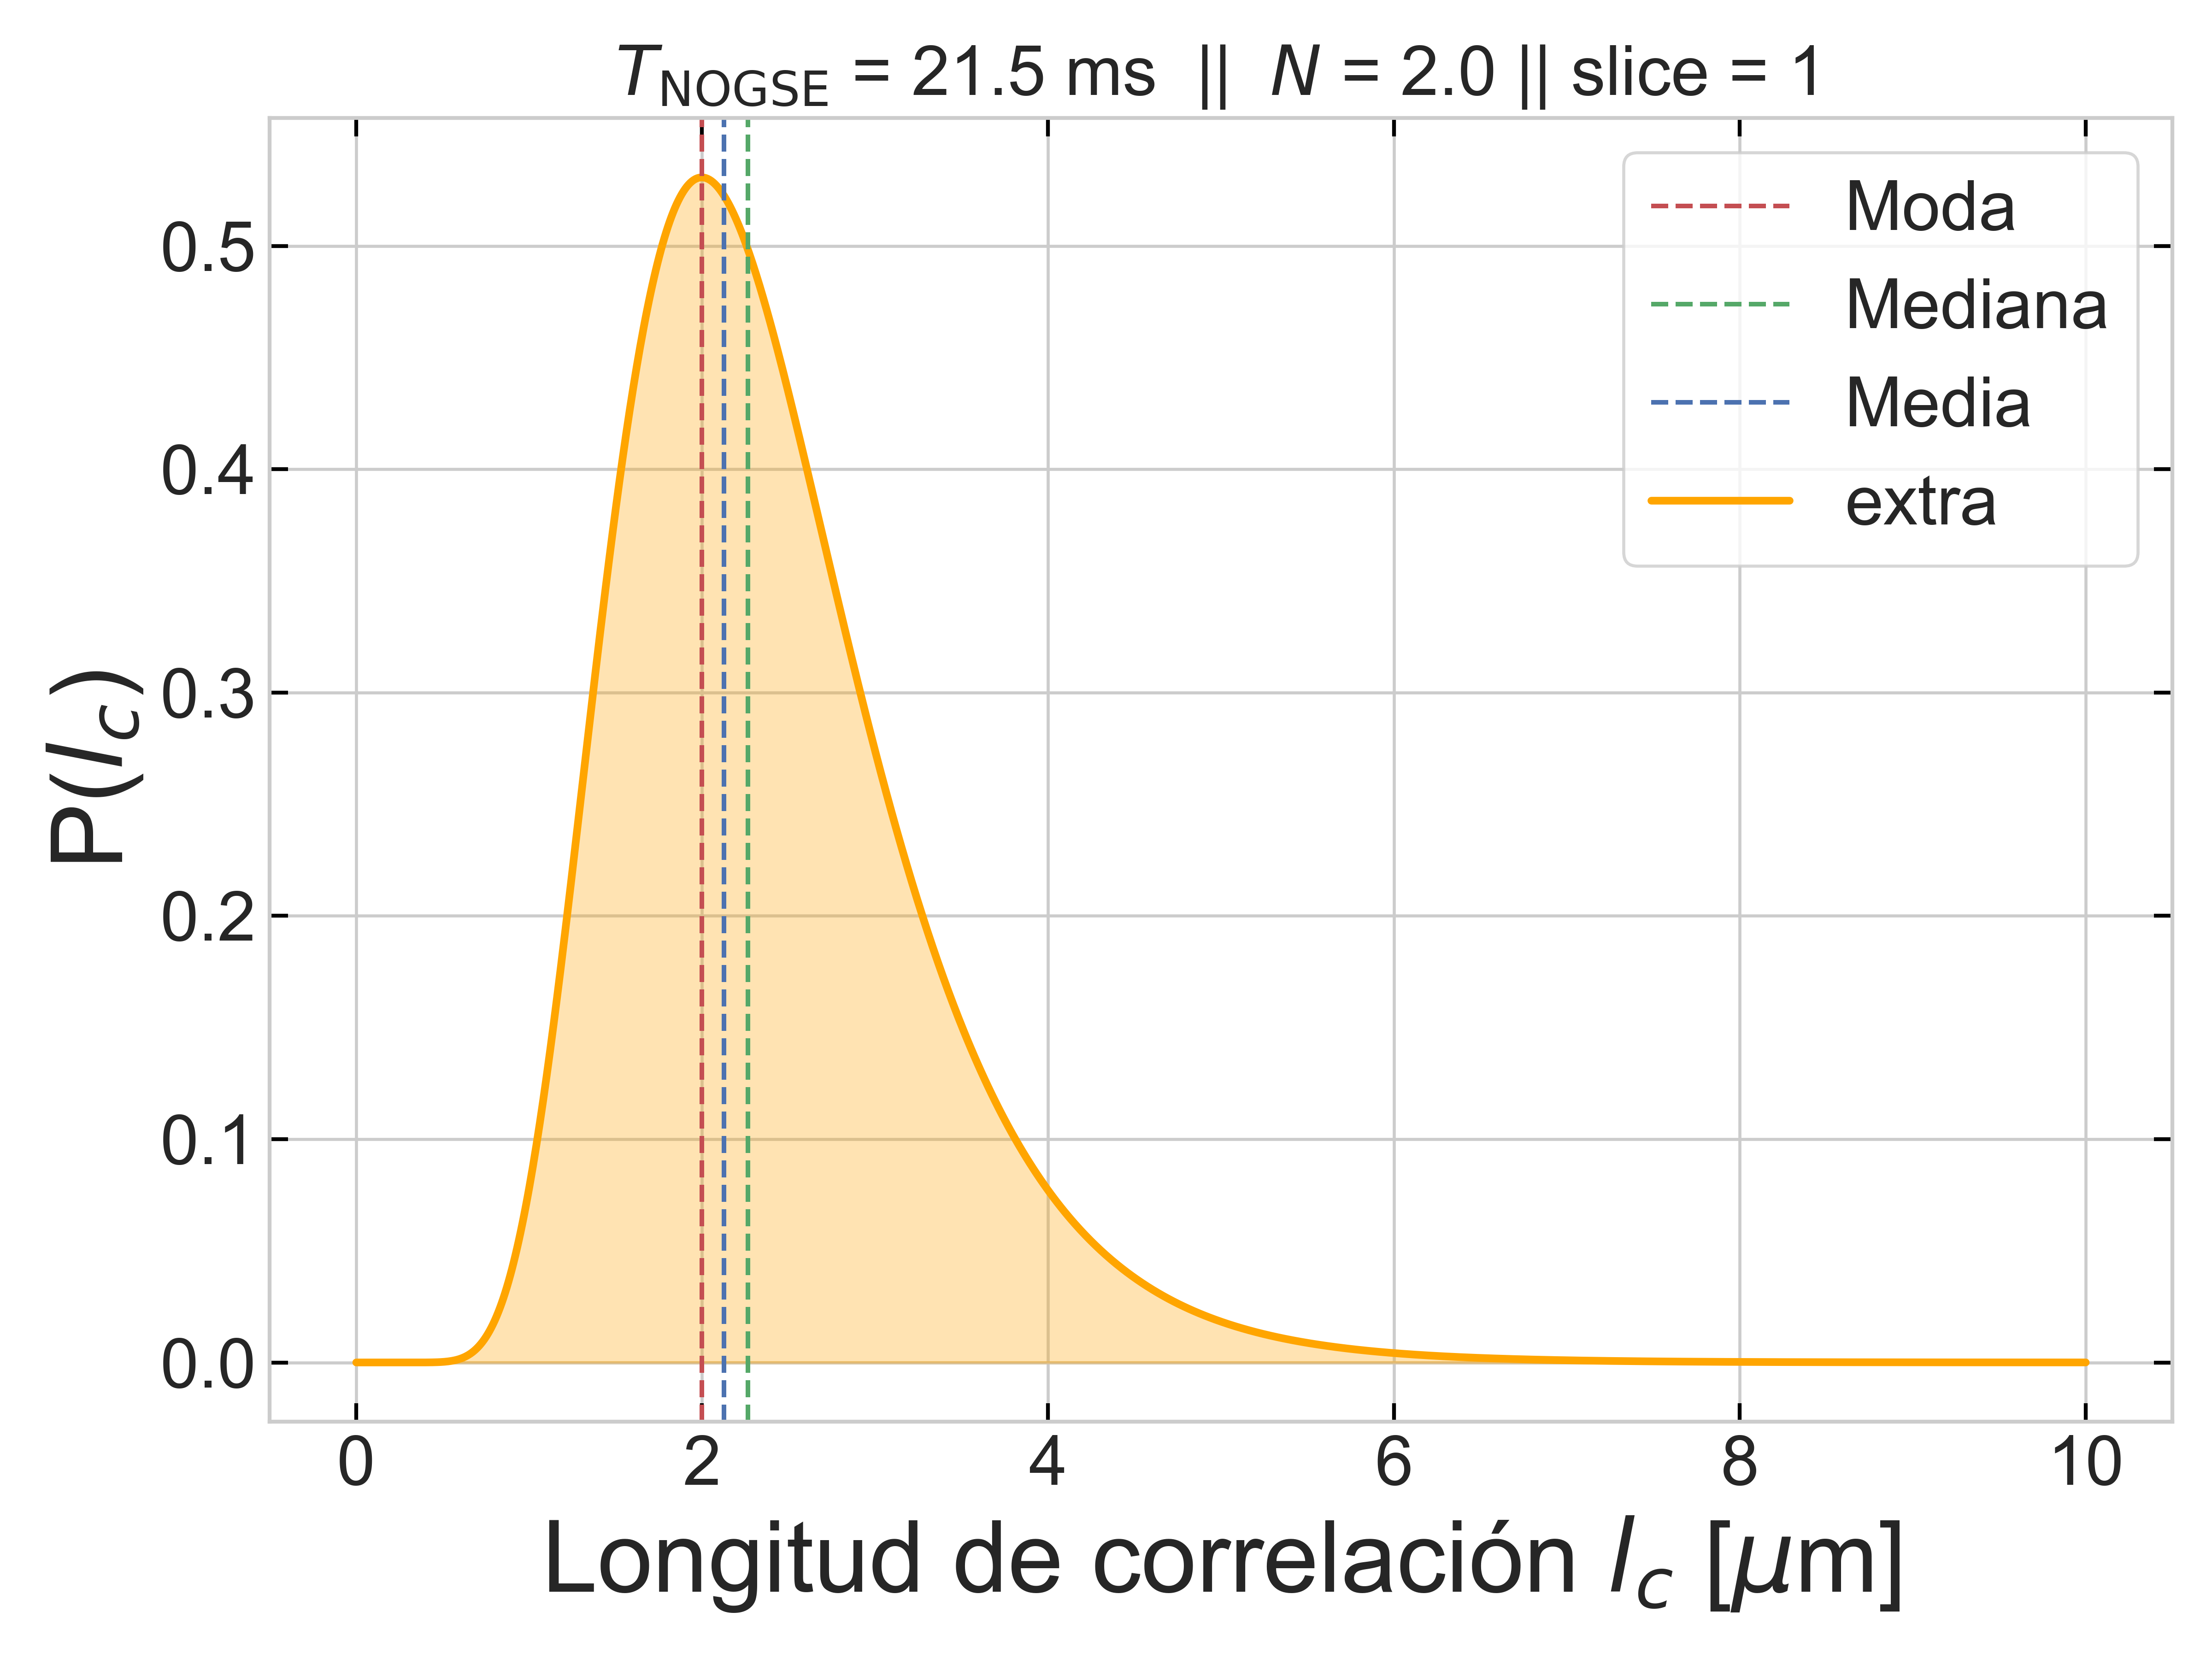 T_NOGSE = 21.5 ms || N = 2.0 || slice = 1
Moda
Mediana
Media
extra
P(l_c)
0.5
0.4
0.3
0.2
0.1
0.0
0 2 4 6 8 10
Longitud de correlación l_c [μm]